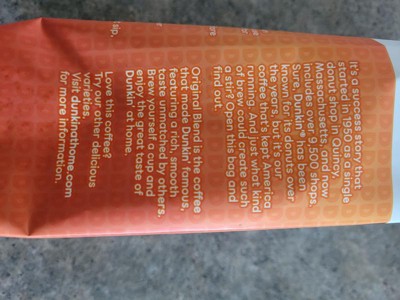 It's a success story that
started in 1950 as a single
donut shop in Quincy,
Massachusetts, and now
includes over 9,500 shops.
Sure, Dunkin'® has been
known for its donuts over
the years, but it's our
coffee that's kept America
running. So just what kind
of brew could create such
a stir? Open this bag and
find out.
Original Blend is the coffee
that made Dunkin' famous,
featuring a rich, smooth
taste unmatched by others.
Brew yourself a cup and
enjoy the great taste of
Dunkin' at home.
Love this coffee?
Try our other delicious
varieties.
Visit dunkinathome.com
for more information.
sip,